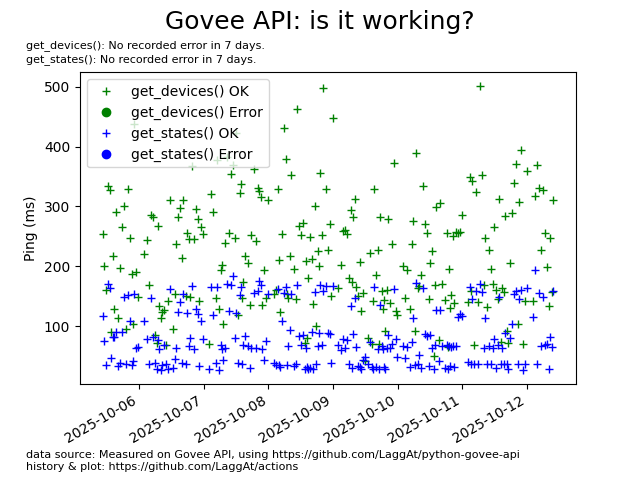 Govee API: is it working?
get_devices(): No recorded error in 7 days.
get_states(): No recorded error in 7 days.
500
400
300
200
100
Ping (ms)
get_devices() OK
get_devices() Error
get_states() OK
get_states() Error
2025-10-06
2025-10-07
2025-10-08
2025-10-09
2025-10-10
2025-10-11
2025-10-12
data source: Measured on Govee API, using https://github.com/LaggAt/python-govee-api
history & plot: https://github.com/LaggAt/actions